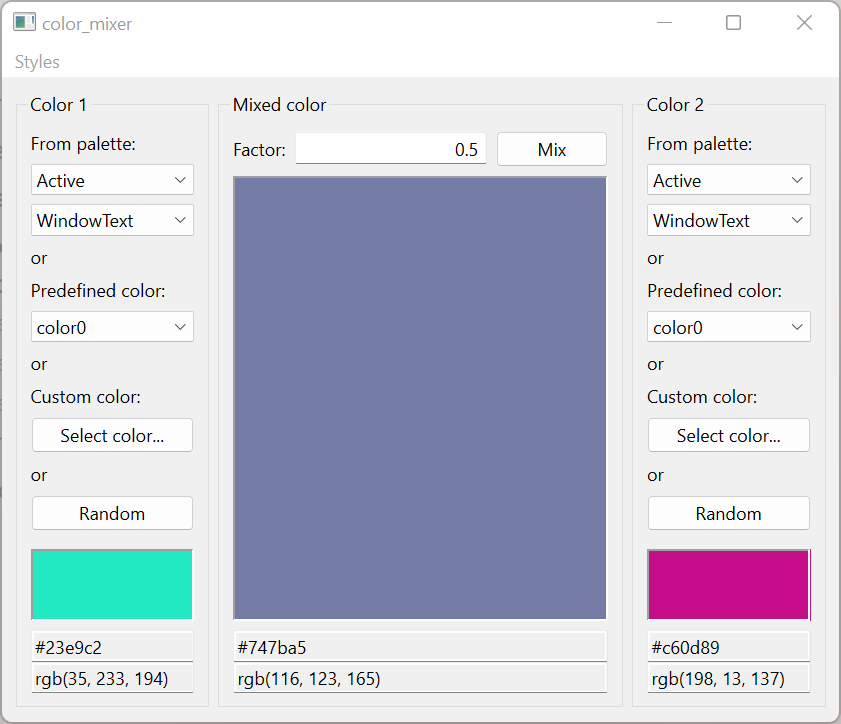 color_mixer
Styles
Color 1
From palette:
Active
WindowText
or
Predefined color:
color0
or
Custom color:
Select color...
or
Random
#23e9c2
rgb(35, 233, 194)
Mixed color
Factor:
0.5
Mix
#747ba5
rgb(116, 123, 165)
Color 2
From palette:
Active
WindowText
or
Predefined color:
color0
or
Custom color:
Select color...
or
Random
#c60d89
rgb(198, 13, 137)